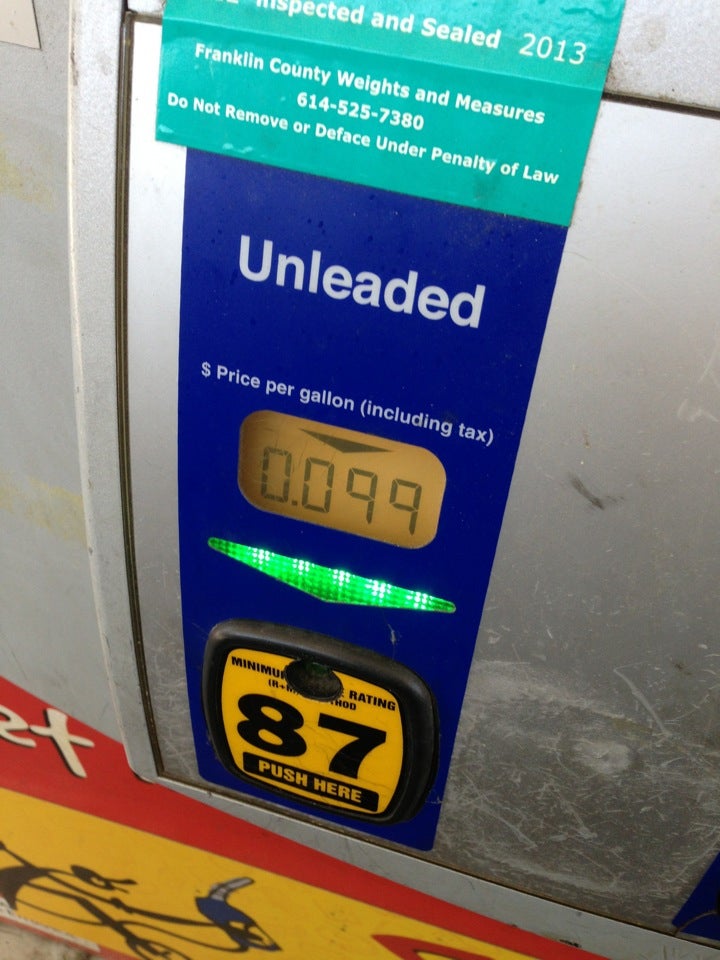 Inspected and Sealed 2013
Franklin County Weights and Measures
614-525-7380
Do Not Remove or Deface Under Penalty of Law
Unleaded
$ Price per gallon (including tax)
0.099
MINIMUM RATING
87
PUSH HERE